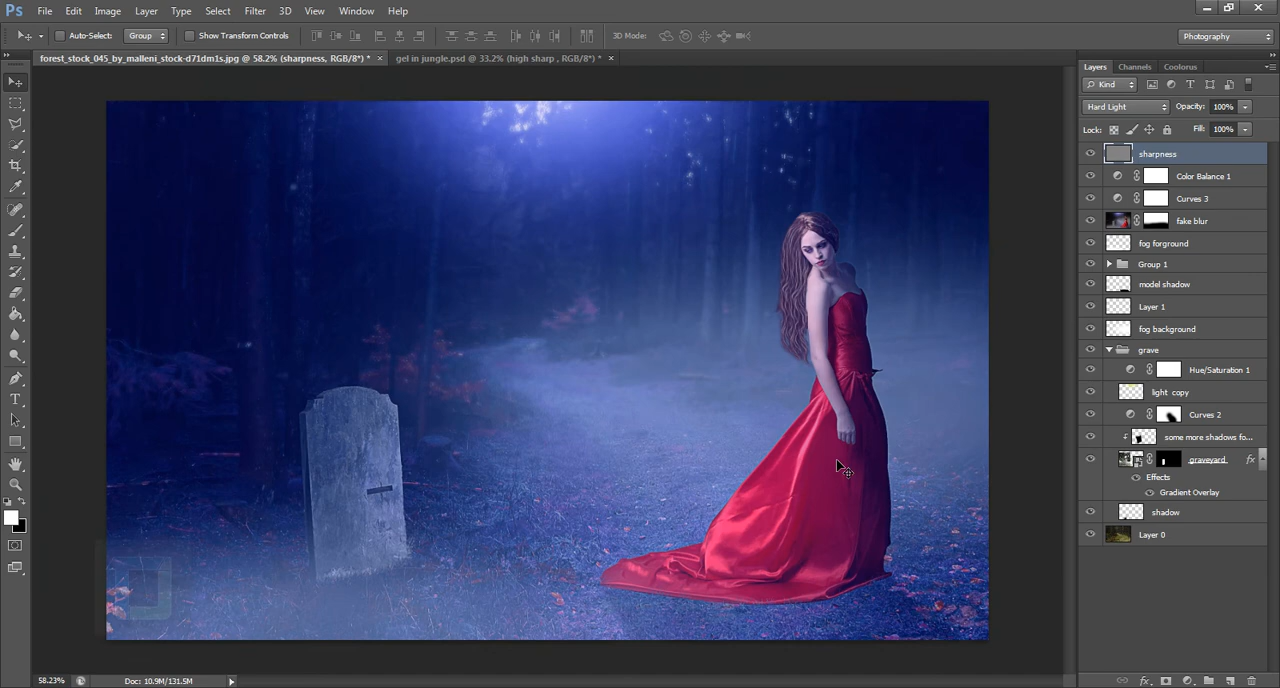 Ps File Edit Image Layer Type Select Filter 3D View Window Help
Auto-Select: Group Show Transform Controls 3D Mode: Photography
forest_stock_045_by_malleni_stock-d71dm1s.jpg @ 58.2% (sharpness, RGB/8*) * × gel in jungle.psd @ 33.2% (high sharp , RGB/8*) * ×
Layers Channels Coolorus
Kind
Hard Light Opacity: 100%
Lock: Fill: 100%
sharpness
Color Balance 1
Curves 3
fake blur
fog forground
Group 1
model shadow
Layer 1
fog background
grave
Hue/Saturation 1
light copy
Curves 2
some more shadows fo...
graveyard fx
Effects
Gradient Overlay
shadow
Layer 0
58.23% Doc: 10.9M/131.5M